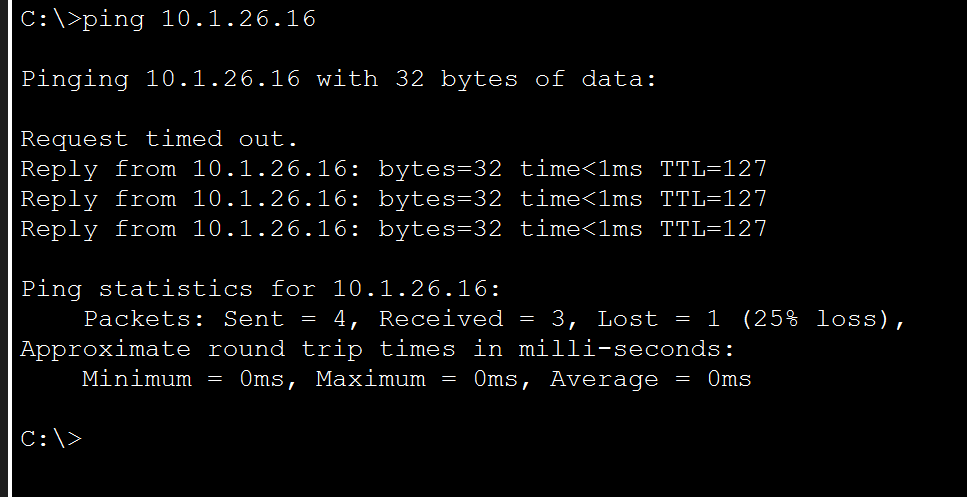 C:\>ping 10.1.26.16
Pinging 10.1.26.16 with 32 bytes of data:
Request timed out.
Reply from 10.1.26.16: bytes=32 time<1ms TTL=127
Reply from 10.1.26.16: bytes=32 time<1ms TTL=127
Reply from 10.1.26.16: bytes=32 time<1ms TTL=127
Ping statistics for 10.1.26.16:
    Packets: Sent = 4, Received = 3, Lost = 1 (25% loss),
Approximate round trip times in milli-seconds:
    Minimum = 0ms, Maximum = 0ms, Average = 0ms
C:\>